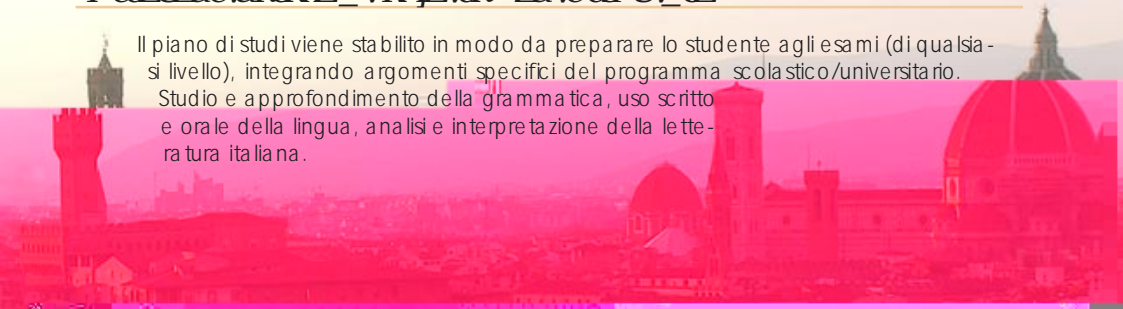 Il piano di studi viene stabilito in modo da preparare lo studente agli esami (di qualsia-
si livello), integrando argomenti specifici del programma scolastico/universitario.
Studio e approfondimento della grammatica, uso scritto
e orale della lingua, analisi e interpretazione della lette-
ratura italiana.